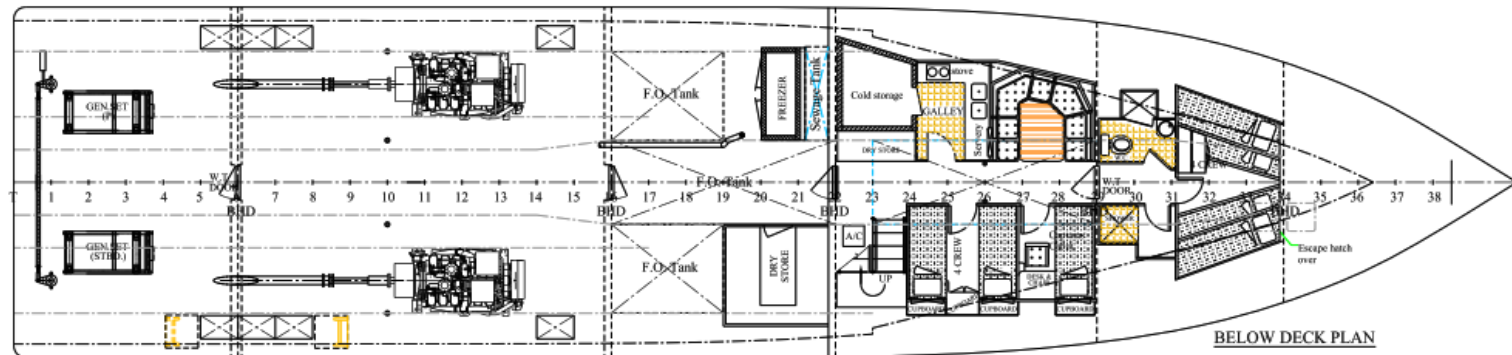 GEN.SET
(P)
GEN.SET
(STBD.)
W.T
DOOR
BHD
BHD
BHD
F.O. Tank
F.O. Tank
F.O. Tank
FREEZER
Sewage Tank
DRY
STORE
Cold storage
stove
GALLEY
Servery
DRY STORE
A/C
UP
4 CREW
CUPBOARD
CUPBOARD
CUPBOARD
DESK &
W.T
DOOR
4 CREW
BHD
Escape hatch
over
T 1 2 3 4 5 6 7 8 9 10 11 12 13 14 15 17 18 19 20 21 22 23 24 25 26 27 28 30 31 32 34 35 36 37 38
BELOW DECK PLAN